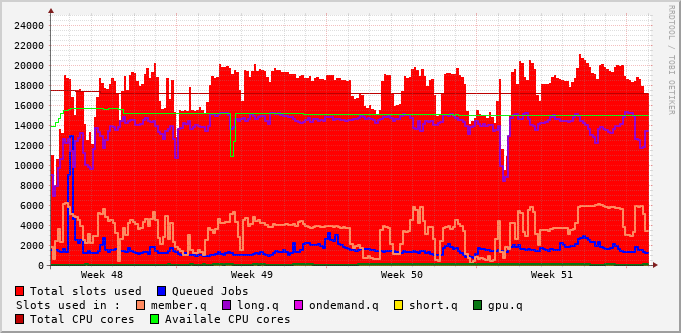 24000
22000
20000
18000
16000
14000
12000
10000
8000
6000
4000
2000
0
Week 48 Week 49 Week 50 Week 51
Total slots used Queued Jobs
Slots used in : member.q long.q ondemand.q short.q gpu.q
Total CPU cores Availale CPU cores
RRDTOOL / TOBI OETIKER